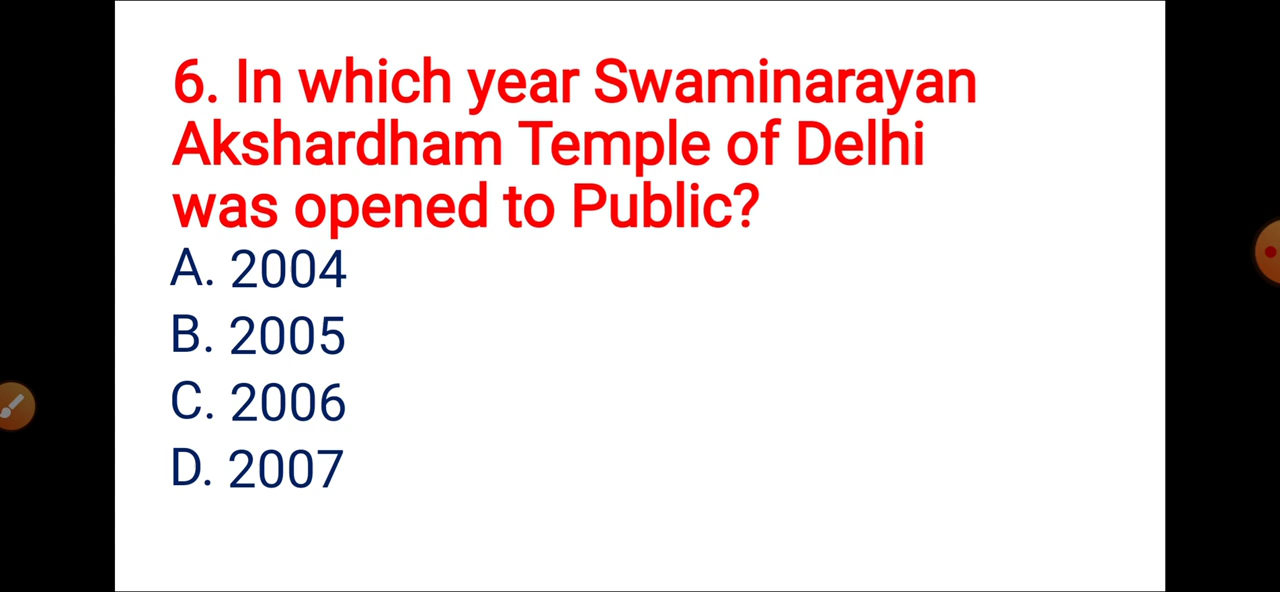 6. In which year Swaminarayan
Akshardham Temple of Delhi
was opened to Public?
A. 2004
B. 2005
C. 2006
D. 2007